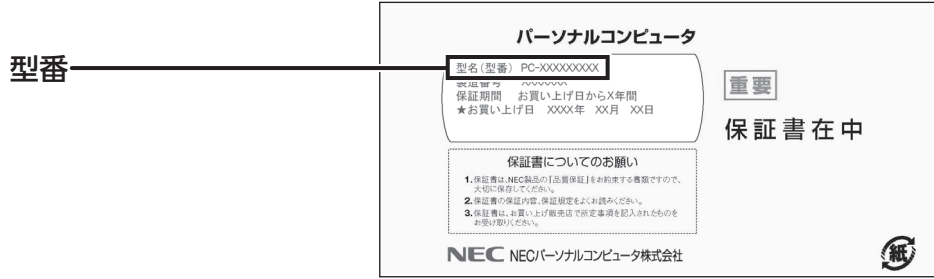 パーソナルコンピュータ
型番
型名(型番) PC-XXXXXXXXX
製造番号 XXXXXXX
保証期間 お買い上げ日からX年間
★お買い上げ日 XXXX年 XX月 XX日
重要
保証書在中
保証書についてのお願い
1.保証書は、NEC製品の「品質保証」をお約束する書類ですので、
大切に保存してください。
2.保証書の保証内容、保証規定をよくお読みください。
3.保証書は、お買い上げ販売店で所定事項を記入されたものを
お受け取りください。
NEC NECパーソナルコンピュータ株式会社
紙